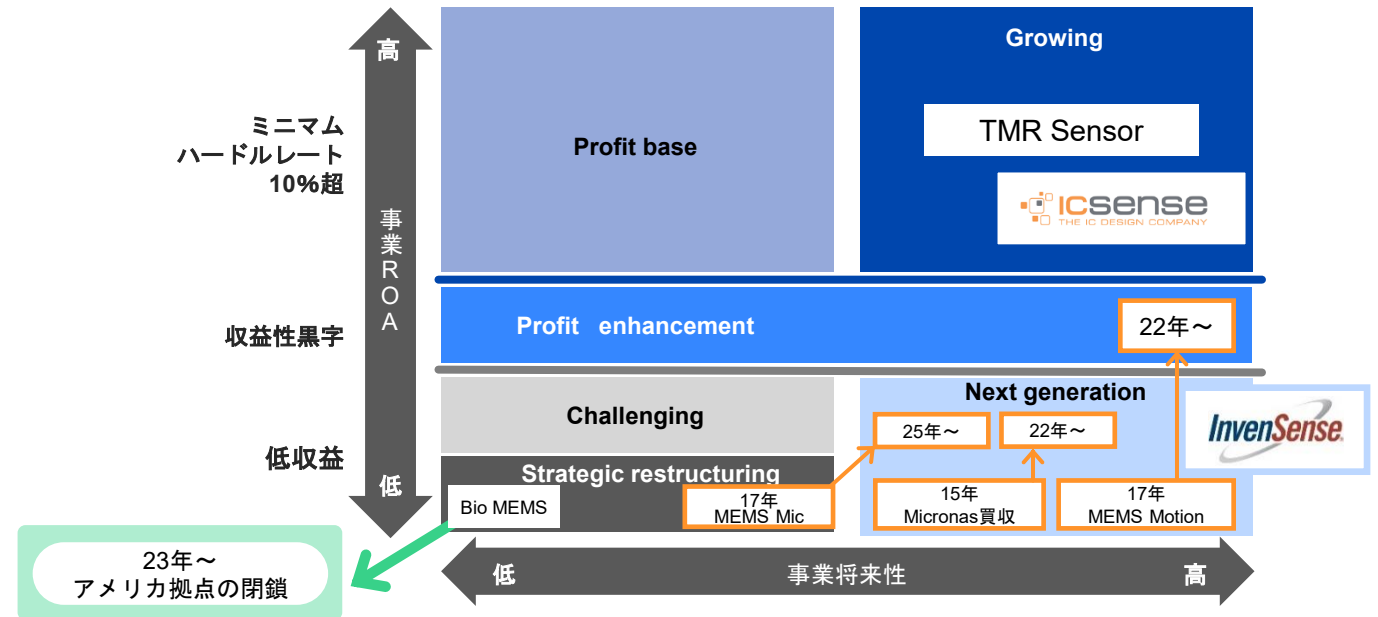 高
ミニマム
ハードルレート
10%超
事業ROA
収益性黒字
低収益
低
Profit base
Growing
TMR Sensor
icsense
THE IC DESIGN COMPANY
Profit enhancement
22年～
Challenging
Next generation
25年～
22年～
InvenSense
Strategic restructuring
Bio MEMS
17年
MEMS Mic
15年
Micronas買収
17年
MEMS Motion
23年～
アメリカ拠点の閉鎖
低
事業将来性
高